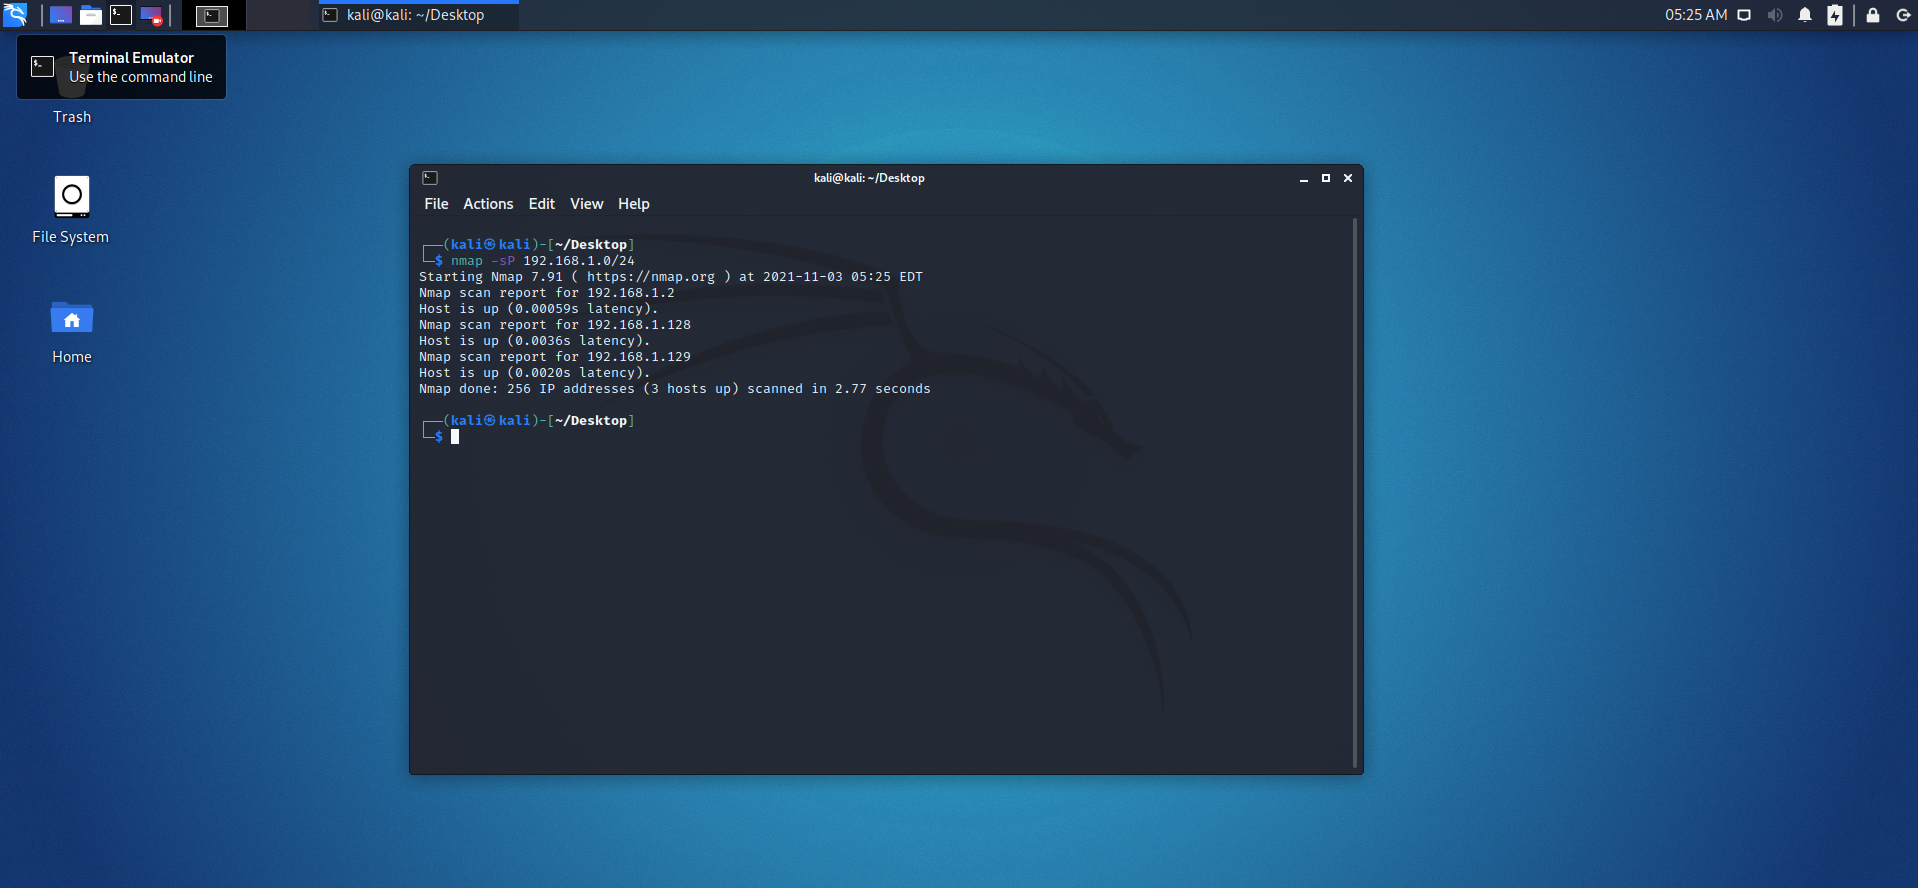 kali@kali: ~/Desktop
05:25 AM
Terminal Emulator
Use the command line
Trash
File System
Home
kali@kali: ~/Desktop
File Actions Edit View Help
┌──(kali㉿kali)-[~/Desktop]
└─$ nmap -sP 192.168.1.0/24
Starting Nmap 7.91 ( https://nmap.org ) at 2021-11-03 05:25 EDT
Nmap scan report for 192.168.1.2
Host is up (0.00059s latency).
Nmap scan report for 192.168.1.128
Host is up (0.0036s latency).
Nmap scan report for 192.168.1.129
Host is up (0.0020s latency).
Nmap done: 256 IP addresses (3 hosts up) scanned in 2.77 seconds
┌──(kali㉿kali)-[~/Desktop]
└─$